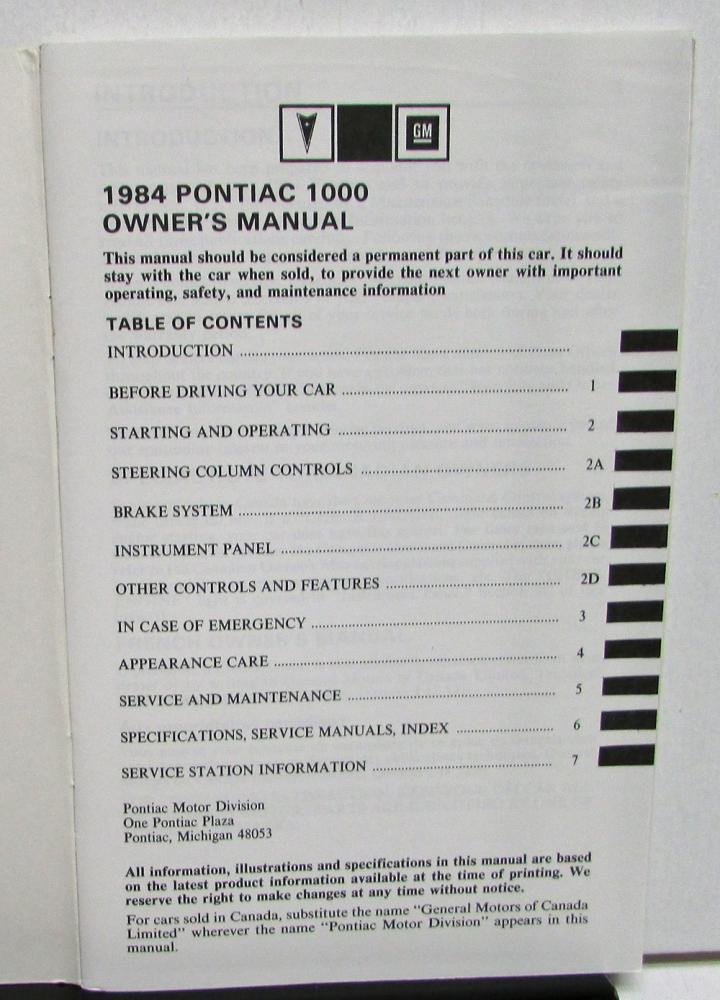 GM
1984 PONTIAC 1000
OWNER'S MANUAL
This manual should be considered a permanent part of this car. It should
stay with the car when sold, to provide the next owner with important
operating, safety, and maintenance information
TABLE OF CONTENTS
INTRODUCTION ................................................................
BEFORE DRIVING YOUR CAR ............................................ 1
STARTING AND OPERATING ............................................. 2
STEERING COLUMN CONTROLS ........................................ 2A
BRAKE SYSTEM ................................................................ 2B
INSTRUMENT PANEL ........................................................ 2C
OTHER CONTROLS AND FEATURES ................................... 2D
IN CASE OF EMERGENCY ................................................. 3
APPEARANCE CARE ........................................................ 4
SERVICE AND MAINTENANCE .......................................... 5
SPECIFICATIONS, SERVICE MANUALS, INDEX .................... 6
SERVICE STATION INFORMATION ..................................... 7
Pontiac Motor Division
One Pontiac Plaza
Pontiac, Michigan 48053
All information, illustrations and specifications in this manual are based
on the latest product information available at the time of printing. We
reserve the right to make changes at any time without notice.
For cars sold in Canada, substitute the name "General Motors of Canada
Limited" wherever the name "Pontiac Motor Division" appears in this
manual.